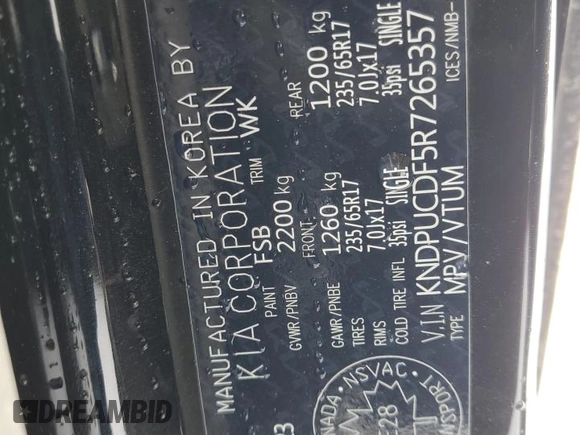 MANUFACTURED IN KOREA BY
KIA CORPORATION
PAINT FSB TRIM WK
GVWR/PNBV 2200 kg
FRONT REAR
GAWR/PNBE 1260 kg 1200 kg
TIRES 235/65R17 235/65R17
RIMS 7.0Jx17 7.0Jx17
COLD TIRE INFL 35psi SINGLE 35psi SINGLE
V.I.N KNDPUCDF5R7265357
TYPE MPV/VTUM ICES/NMB-
NSVAC
28
DREAMBID